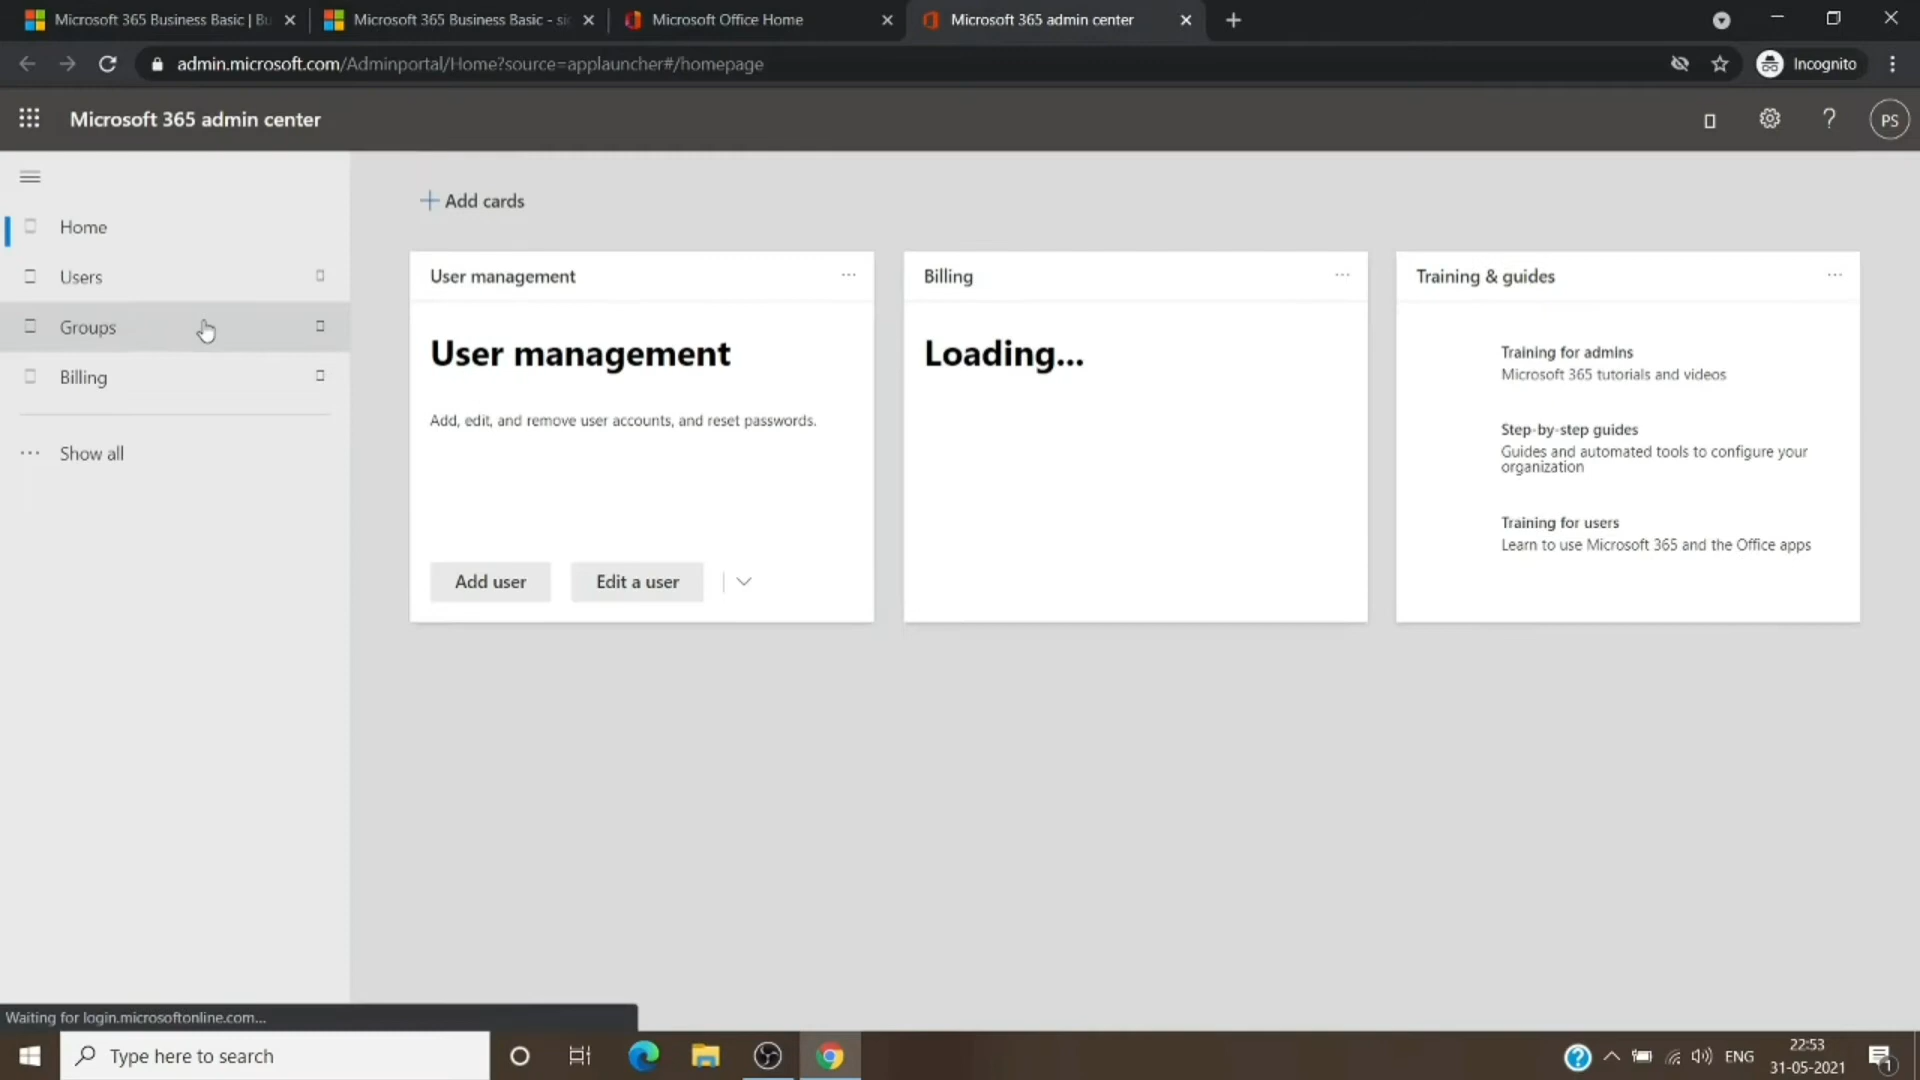 Microsoft 365 Business Basic | Bu
Microsoft 365 Business Basic - si
Microsoft Office Home
Microsoft 365 admin center
admin.microsoft.com/Adminportal/Home?source=applauncher#/homepage
Incognito
Microsoft 365 admin center
?
PS
Home
Users
Groups
Billing
Show all
Add cards
User management
User management
Add, edit, and remove user accounts, and reset passwords.
Add user
Edit a user
Billing
Loading...
Training & guides
Training for admins
Microsoft 365 tutorials and videos
Step-by-step guides
Guides and automated tools to configure your
organization
Training for users
Learn to use Microsoft 365 and the Office apps
Waiting for login.microsoftonline.com...
Type here to search
?
ENG
22:53
31-05-2021
1